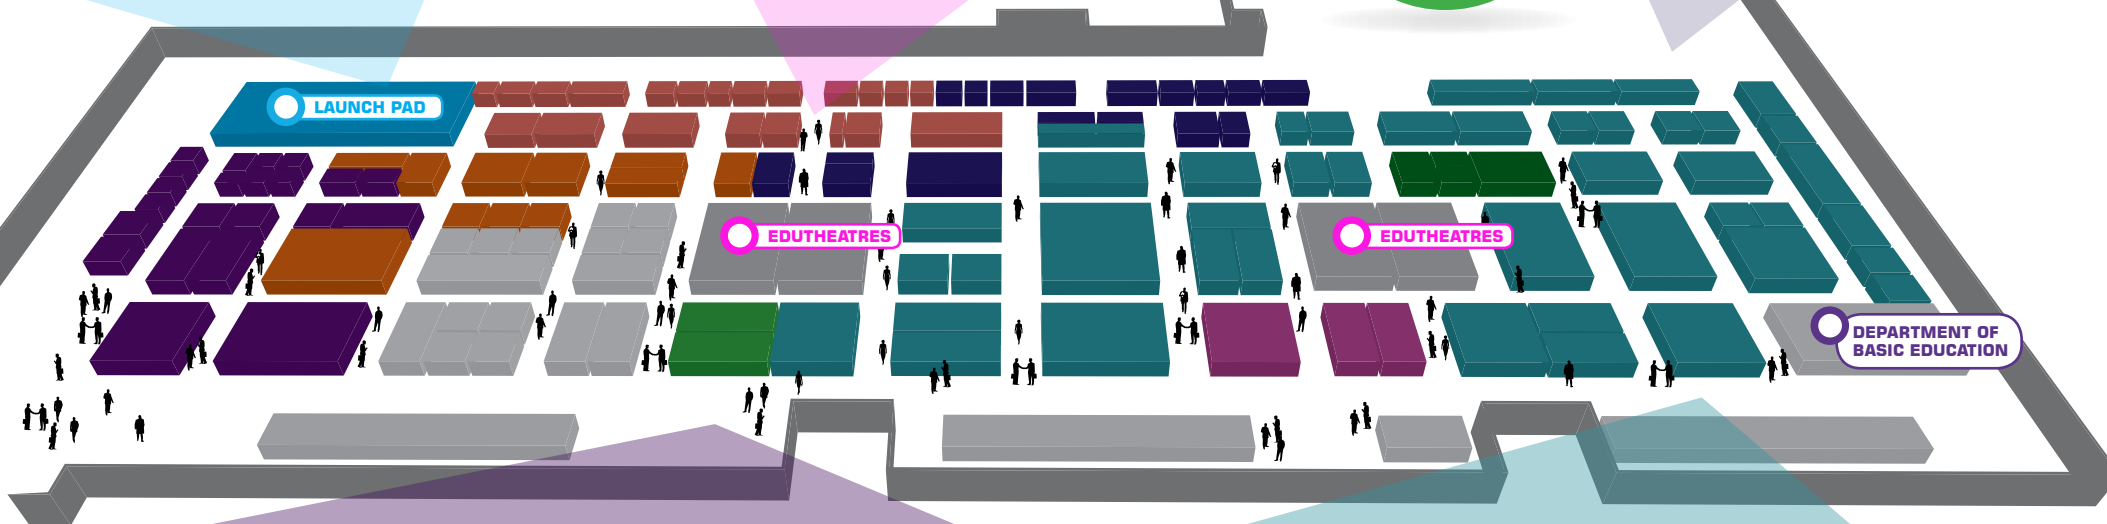 LAUNCH PAD
EDUTHEATRES
EDUTHEATRES
DEPARTMENT OF
BASIC EDUCATION